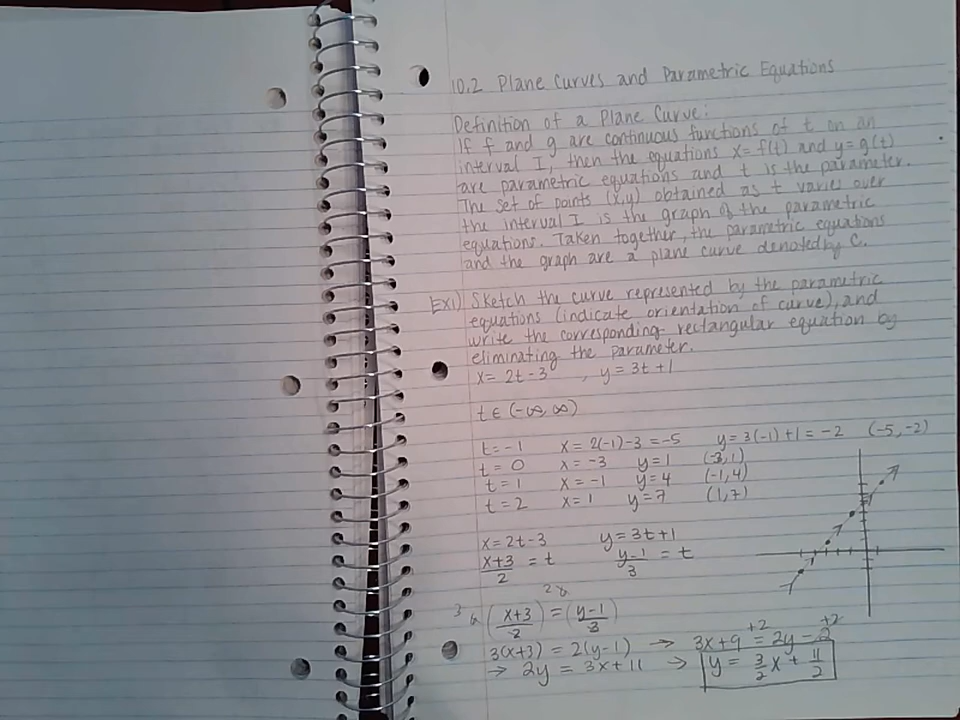 10.2 Plane Curves and Parametric Equations
Definition of a Plane Curve:
If f and g are continuous functions of t on an
interval I, then the equations x = f(t) and y = g(t)
are parametric equations and t is the parameter.
The set of points (x,y) obtained as t varies over
the interval I is the graph of the parametric
equations. Taken together, the parametric equations
and the graph are a plane curve denoted by C.
EX1) Sketch the curve represented by the parametric
equations (indicate orientation of curve), and
write the corresponding rectangular equation by
eliminating the parameter.
x = 2t - 3 , y = 3t + 1
t ∈ (-∞, ∞)
t = -1 x = 2(-1) - 3 = -5 y = 3(-1) + 1 = -2 (-5, -2)
t = 0 x = -3 y = 1 (-3, 1)
t = 1 x = -1 y = 4 (-1, 4)
t = 2 x = 1 y = 7 (1, 7)
x = 2t - 3 y = 3t + 1
(x+3)/2 = t (y-1)/3 = t
((x+3)/2) = ((y-1)/3)
3(x+3) = 2(y-1) → 3x + 9 +2 = 2y - 2 +2
→ 2y = 3x + 11 → y = 3/2 x + 11/2